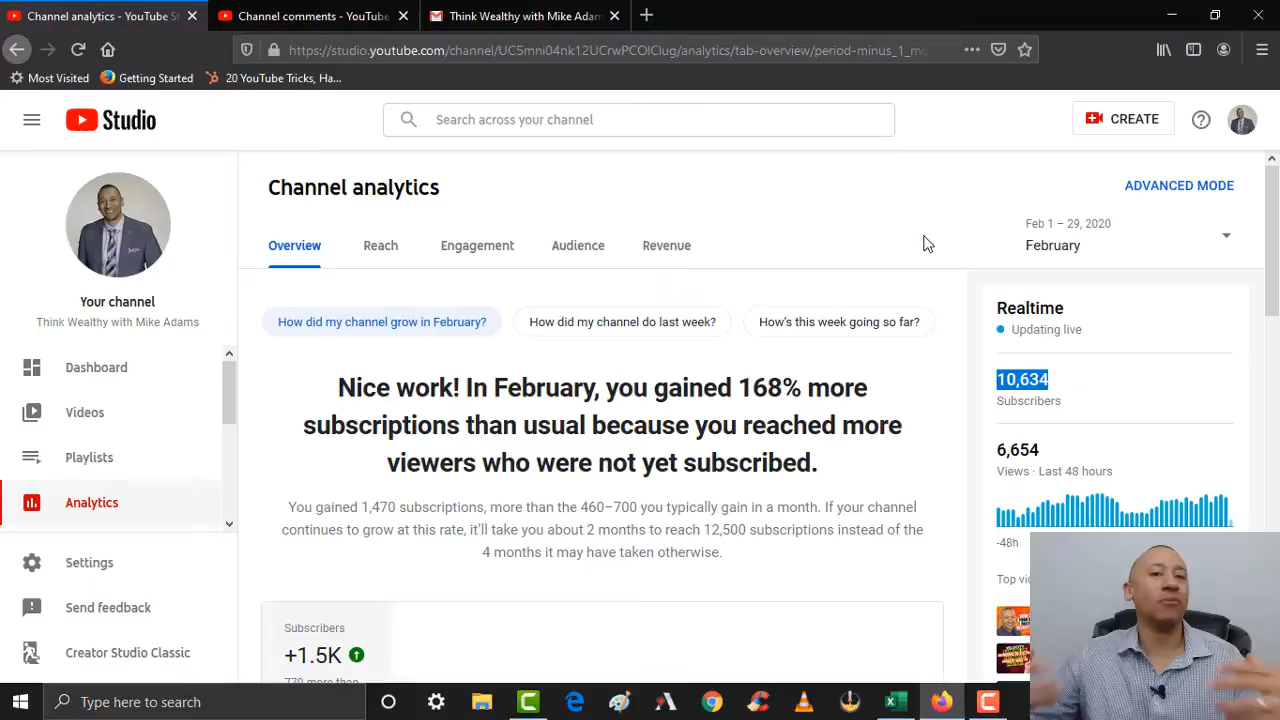 Channel analytics - YouTube St
Channel comments - YouTube
Think Wealthy with Mike Adam
https://studio.youtube.com/channel/UC5mni04nk12UCrwPCOlClug/analytics/tab-overview/period-minus_1_mo
Most Visited
Getting Started
20 YouTube Tricks, Ha...
Studio
Search across your channel
CREATE
Channel analytics
ADVANCED MODE
Feb 1 – 29, 2020
February
Overview
Reach
Engagement
Audience
Revenue
Your channel
Think Wealthy with Mike Adams
Dashboard
Videos
Playlists
Analytics
Settings
Send feedback
Creator Studio Classic
How did my channel grow in February?
How did my channel do last week?
How's this week going so far?
Nice work! In February, you gained 168% more
subscriptions than usual because you reached more
viewers who were not yet subscribed.
You gained 1,470 subscriptions, more than the 460–700 you typically gain in a month. If your channel
continues to grow at this rate, it'll take you about 2 months to reach 12,500 subscriptions instead of the
4 months it may have taken otherwise.
Subscribers
+1.5K
770 more than
Realtime
Updating live
10,634
Subscribers
6,654
Views · Last 48 hours
-48h
Top vi
Type here to search